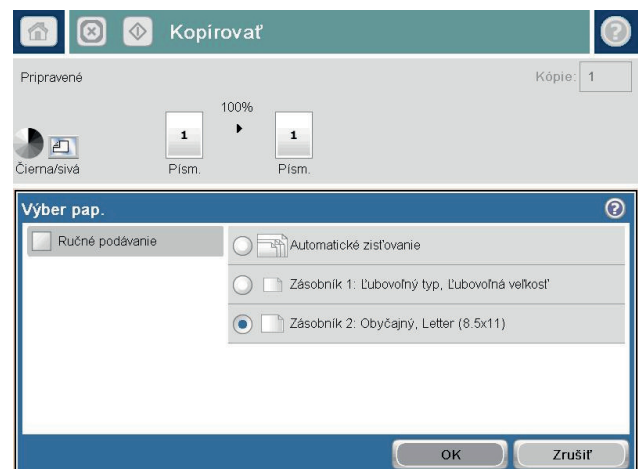 Kopírovať
Pripravené
Kópie: 1
100%
1 1
Čierna/sivá Písm. Písm.
Výber pap.
Ručné podávanie
Automatické zisťovanie
Zásobník 1: Ľubovoľný typ, Ľubovoľná veľkosť
Zásobník 2: Obyčajný, Letter (8.5x11)
OK Zrušiť